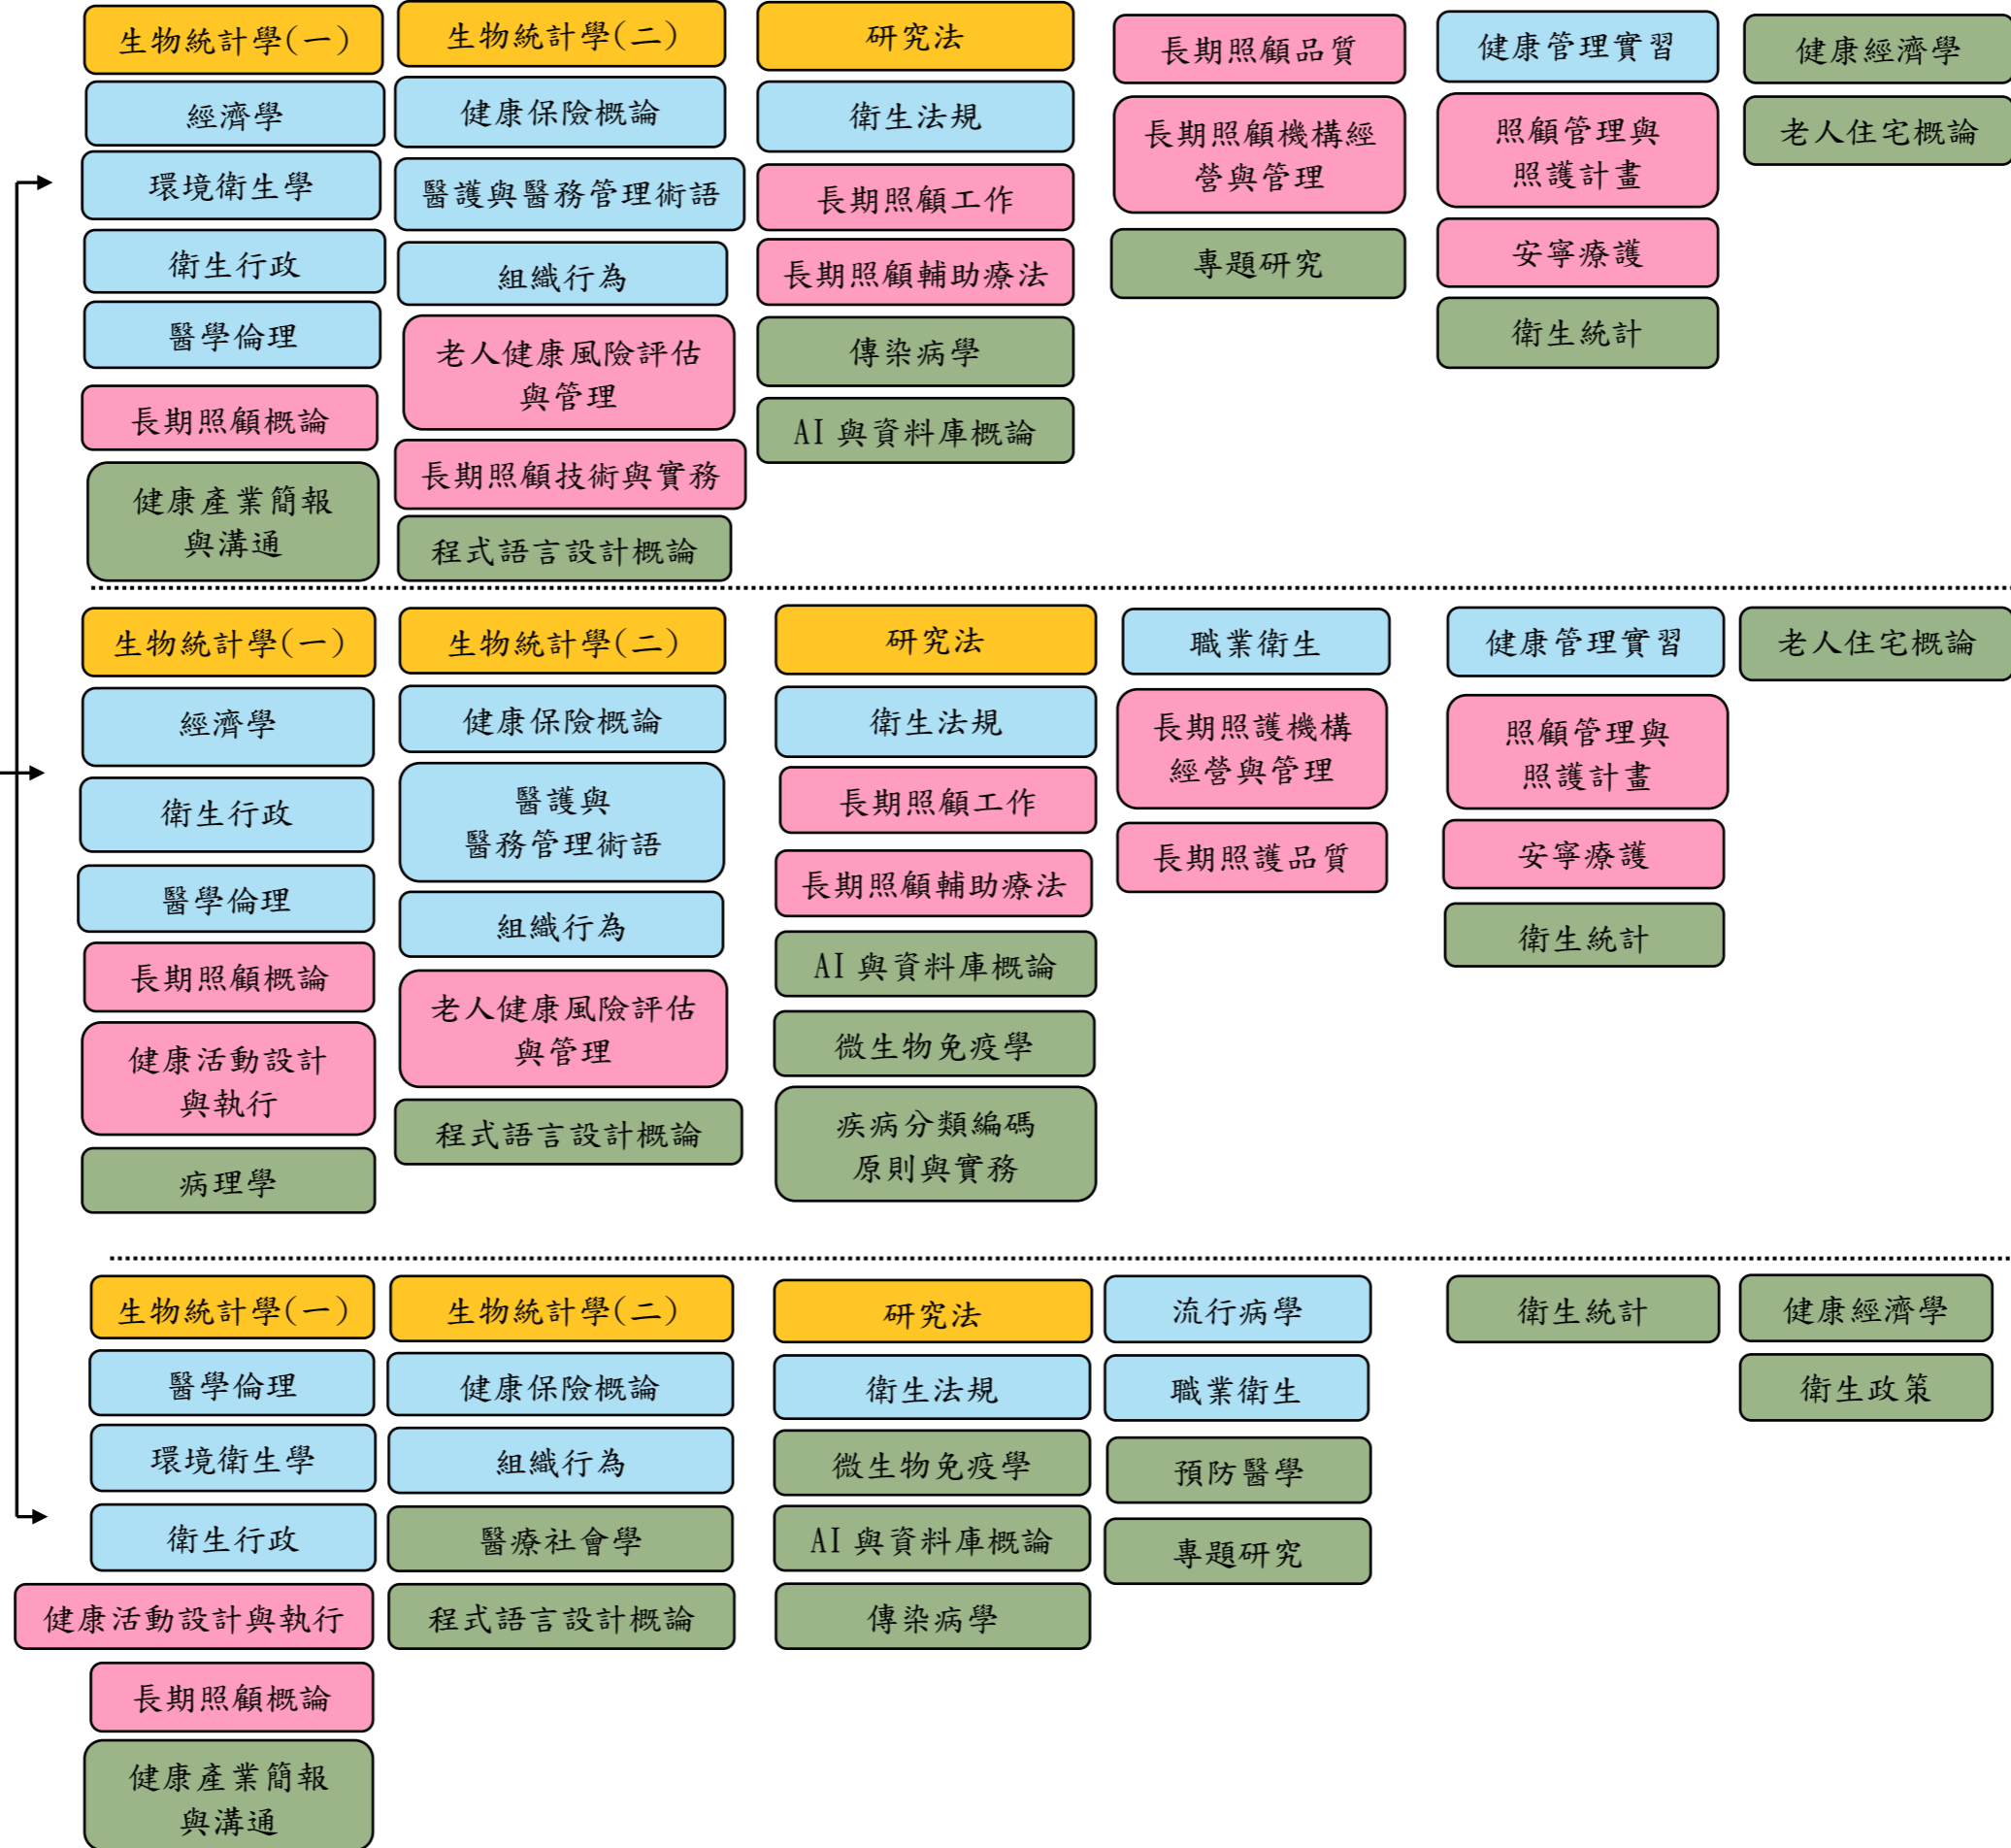 生物統計學(一)
經濟學
環境衛生學
衛生行政
醫學倫理
長期照顧概論
健康產業簡報
與溝通
生物統計學(二)
健康保險概論
醫護與醫務管理術語
組織行為
老人健康風險評估
與管理
長期照顧技術與實務
程式語言設計概論
研究法
衛生法規
長期照顧工作
長期照顧輔助療法
傳染病學
AI 與資料庫概論
長期照顧品質
長期照顧機構經
營與管理
專題研究
健康管理實習
照顧管理與
照護計畫
安寧療護
衛生統計
健康經濟學
老人住宅概論
生物統計學(一)
經濟學
衛生行政
醫學倫理
長期照顧概論
健康活動設計
與執行
病理學
生物統計學(二)
健康保險概論
醫護與
醫務管理術語
組織行為
老人健康風險評估
與管理
程式語言設計概論
研究法
衛生法規
長期照顧工作
長期照顧輔助療法
AI 與資料庫概論
微生物免疫學
疾病分類編碼
原則與實務
職業衛生
長期照護機構
經營與管理
長期照護品質
健康管理實習
照顧管理與
照護計畫
安寧療護
衛生統計
老人住宅概論
生物統計學(一)
醫學倫理
環境衛生學
衛生行政
健康活動設計與執行
長期照顧概論
健康產業簡報
與溝通
生物統計學(二)
健康保險概論
組織行為
醫療社會學
程式語言設計概論
研究法
衛生法規
微生物免疫學
AI 與資料庫概論
傳染病學
流行病學
職業衛生
預防醫學
專題研究
衛生統計
健康經濟學
衛生政策